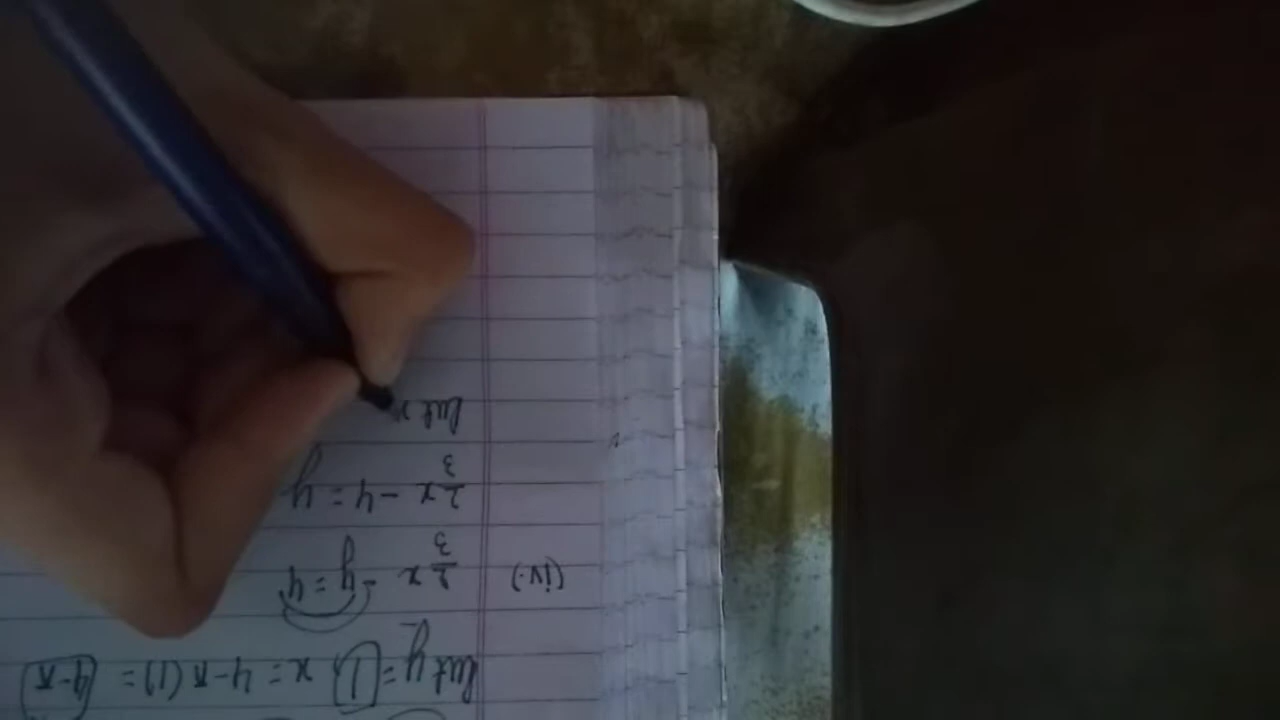 let y = 1, x = 4-π(1) = 4-π
(iv) 2/3 x - y = 4
2/3 x - 4 = y
let x